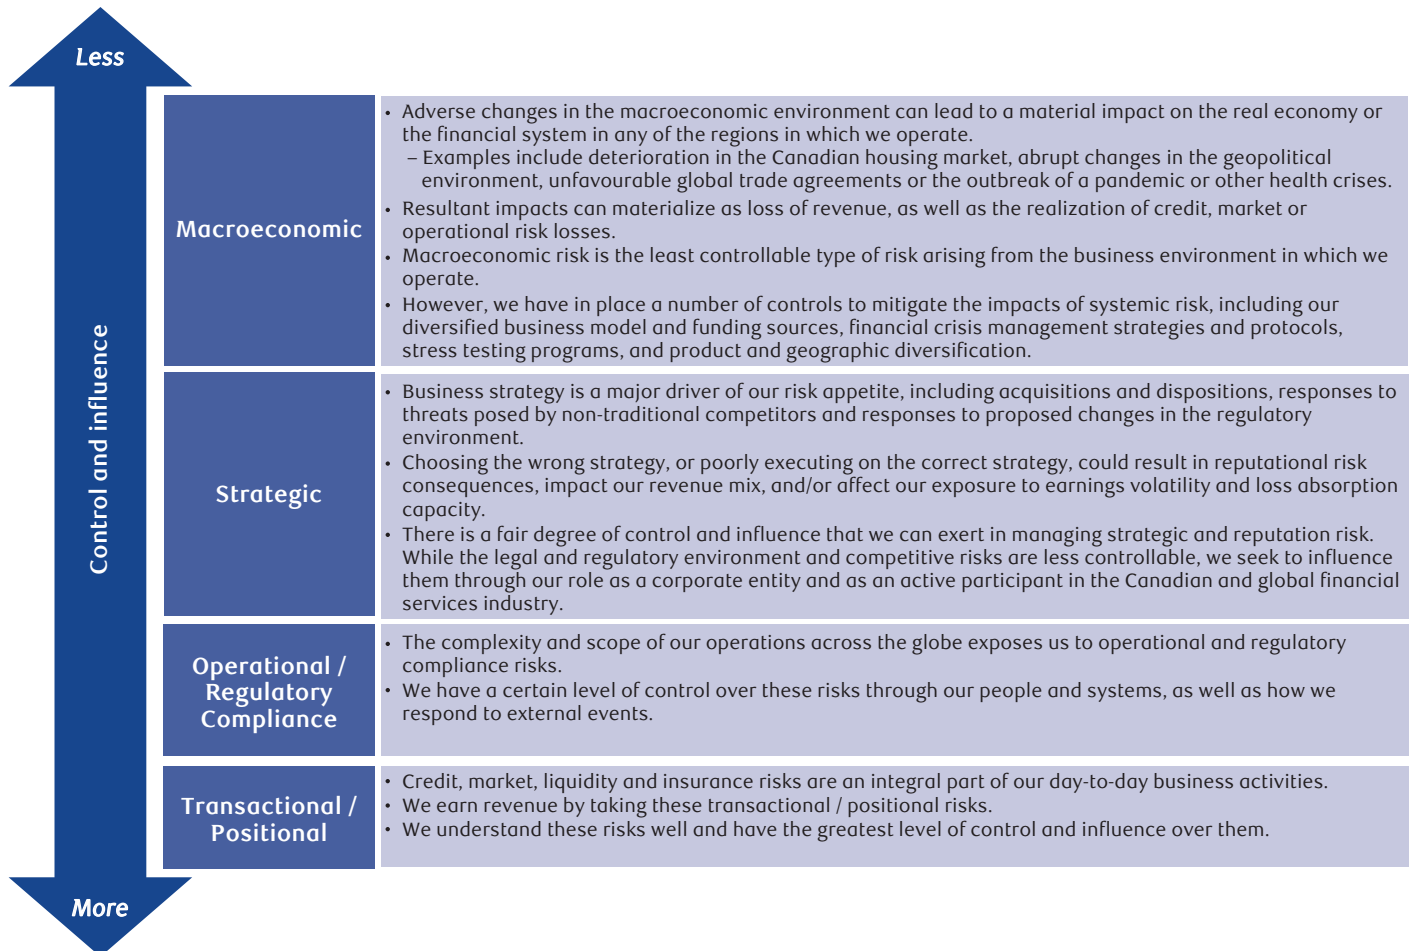 Less
Control and influence
Macroeconomic
• Adverse changes in the macroeconomic environment can lead to a material impact on the real economy or
the financial system in any of the regions in which we operate.
– Examples include deterioration in the Canadian housing market, abrupt changes in the geopolitical
environment, unfavourable global trade agreements or the outbreak of a pandemic or other health crises.
• Resultant impacts can materialize as loss of revenue, as well as the realization of credit, market or
operational risk losses.
• Macroeconomic risk is the least controllable type of risk arising from the business environment in which we
operate.
• However, we have in place a number of controls to mitigate the impacts of systemic risk, including our
diversified business model and funding sources, financial crisis management strategies and protocols,
stress testing programs, and product and geographic diversification.
Strategic
• Business strategy is a major driver of our risk appetite, including acquisitions and dispositions, responses to
threats posed by non-traditional competitors and responses to proposed changes in the regulatory
environment.
• Choosing the wrong strategy, or poorly executing on the correct strategy, could result in reputational risk
consequences, impact our revenue mix, and/or affect our exposure to earnings volatility and loss absorption
capacity.
• There is a fair degree of control and influence that we can exert in managing strategic and reputation risk.
While the legal and regulatory environment and competitive risks are less controllable, we seek to influence
them through our role as a corporate entity and as an active participant in the Canadian and global financial
services industry.
Operational /
Regulatory
Compliance
• The complexity and scope of our operations across the globe exposes us to operational and regulatory
compliance risks.
• We have a certain level of control over these risks through our people and systems, as well as how we
respond to external events.
Transactional /
Positional
• Credit, market, liquidity and insurance risks are an integral part of our day-to-day business activities.
• We earn revenue by taking these transactional / positional risks.
• We understand these risks well and have the greatest level of control and influence over them.
More